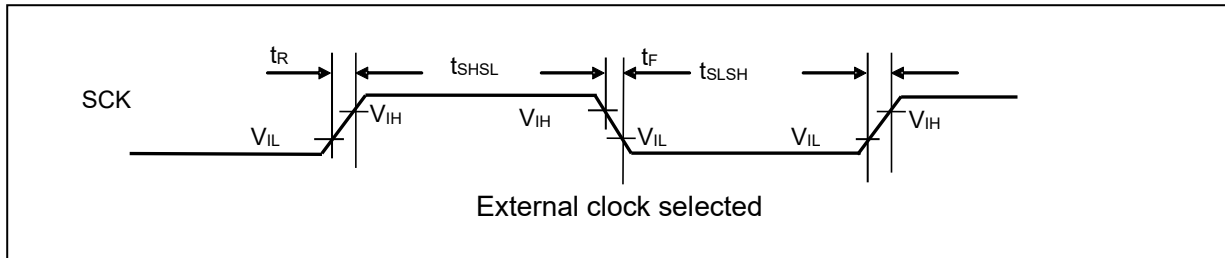 tR tSHSL tF tSLSH
SCK
VIH VIH VIH
VIL VIL VIL
External clock selected